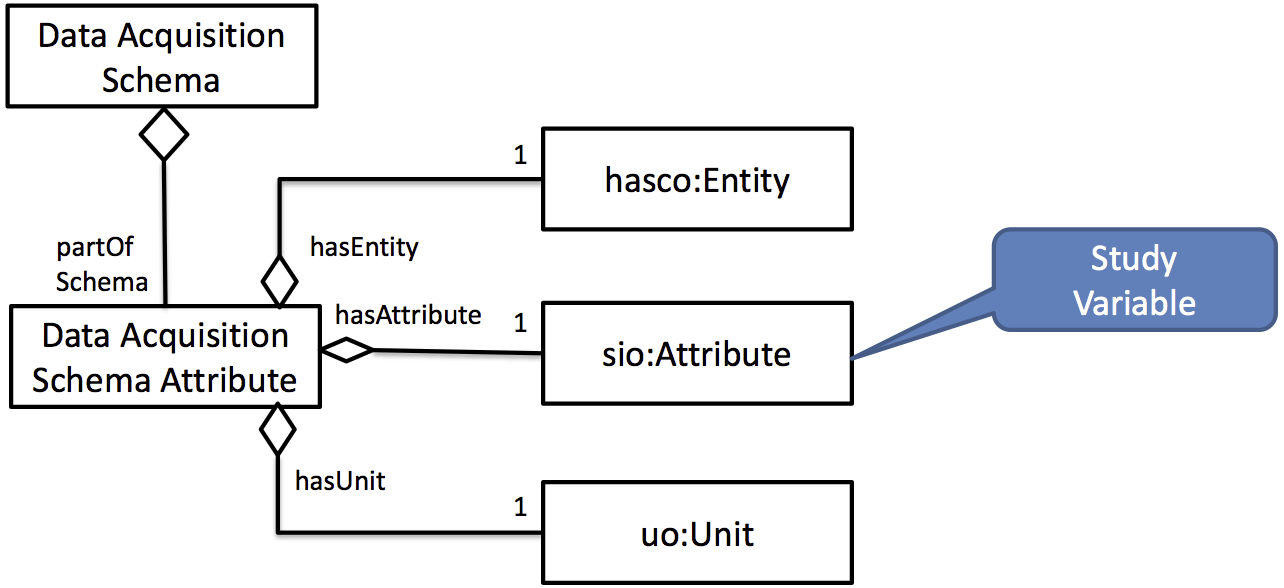 Data Acquisition
Schema
partOf
Schema
Data Acquisition
Schema Attribute
hasEntity
1
hasco:Entity
hasAttribute
1
sio:Attribute
Study
Variable
hasUnit
1
uo:Unit